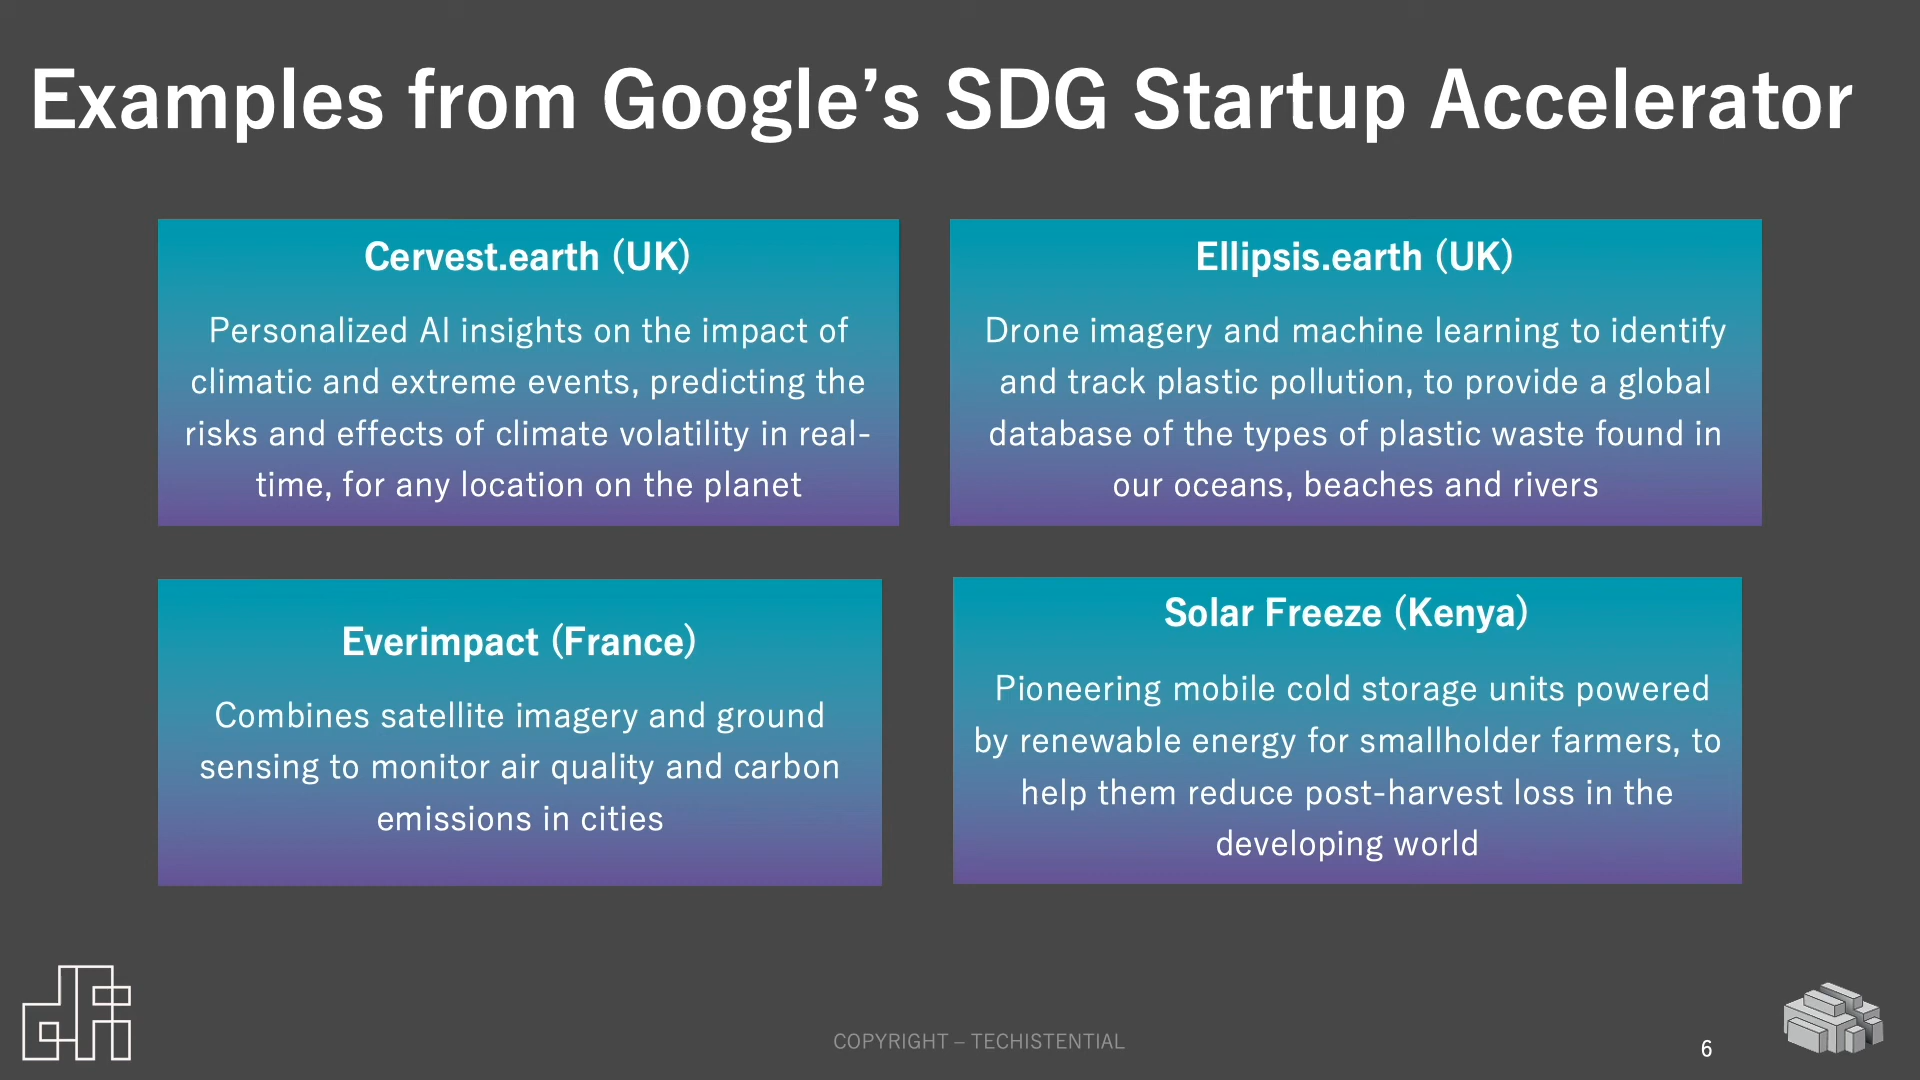 Examples from Google’s SDG Startup Accelerator
Cervest.earth (UK)
Personalized AI insights on the impact of
climatic and extreme events, predicting the
risks and effects of climate volatility in real-
time, for any location on the planet
Ellipsis.earth (UK)
Drone imagery and machine learning to identify
and track plastic pollution, to provide a global
database of the types of plastic waste found in
our oceans, beaches and rivers
Everimpact (France)
Combines satellite imagery and ground
sensing to monitor air quality and carbon
emissions in cities
Solar Freeze (Kenya)
Pioneering mobile cold storage units powered
by renewable energy for smallholder farmers, to
help them reduce post-harvest loss in the
developing world
dfi
COPYRIGHT – TECHISTENTIAL
6